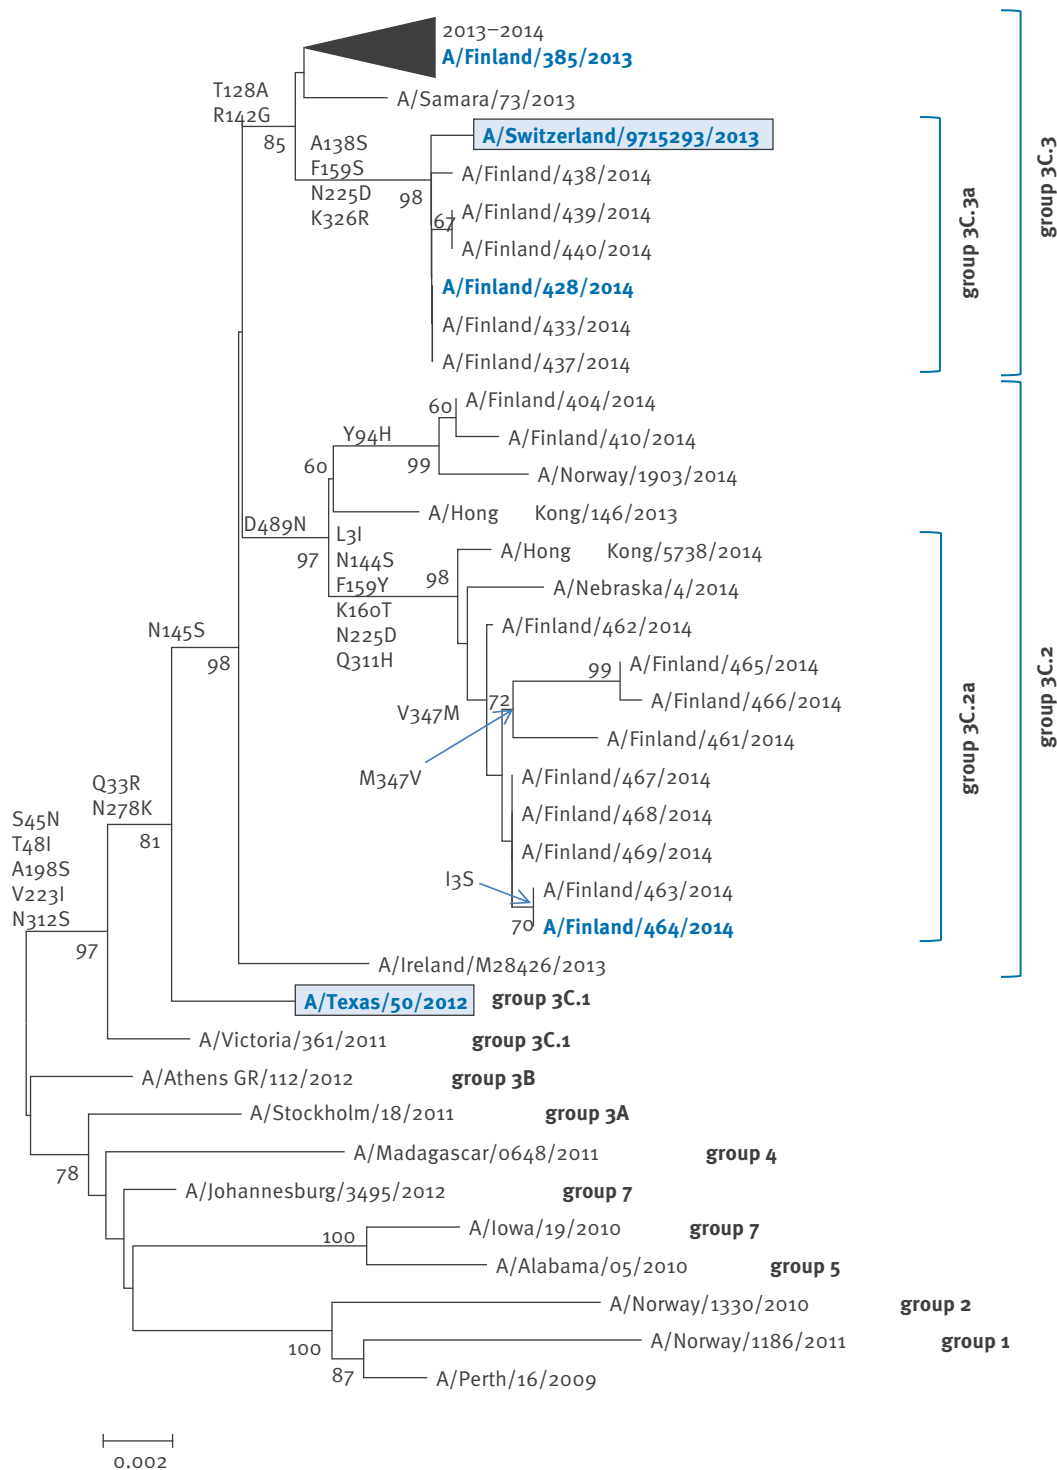 2013–2014
A/Finland/385/2013
T128A
R142G
85
A/Samara/73/2013
A138S
F159S
N225D
K326R
98
A/Switzerland/9715293/2013
A/Finland/438/2014
A/Finland/439/2014
67
A/Finland/440/2014
A/Finland/428/2014
A/Finland/433/2014
A/Finland/437/2014
group 3C.3a
group 3C.3
60
A/Finland/404/2014
Y94H
A/Finland/410/2014
60
99
A/Norway/1903/2014
A/Hong Kong/146/2013
D489N
97
L3I
N144S
F159Y
K160T
N225D
Q311H
98
A/Hong Kong/5738/2014
A/Nebraska/4/2014
A/Finland/462/2014
99
A/Finland/465/2014
A/Finland/466/2014
72
V347M
A/Finland/461/2014
M347V
A/Finland/467/2014
A/Finland/468/2014
A/Finland/469/2014
I3S
A/Finland/463/2014
70
A/Finland/464/2014
group 3C.2a
group 3C.2
N145S
98
A/Ireland/M28426/2013
Q33R
N278K
81
A/Texas/50/2012 group 3C.1
S45N
T48I
A198S
V223I
N312S
97
A/Victoria/361/2011 group 3C.1
A/Athens GR/112/2012 group 3B
A/Stockholm/18/2011 group 3A
78
A/Madagascar/0648/2011 group 4
A/Johannesburg/3495/2012 group 7
100
A/Iowa/19/2010 group 7
A/Alabama/05/2010 group 5
A/Norway/1330/2010 group 2
100
A/Norway/1186/2011 group 1
87
A/Perth/16/2009
0.002